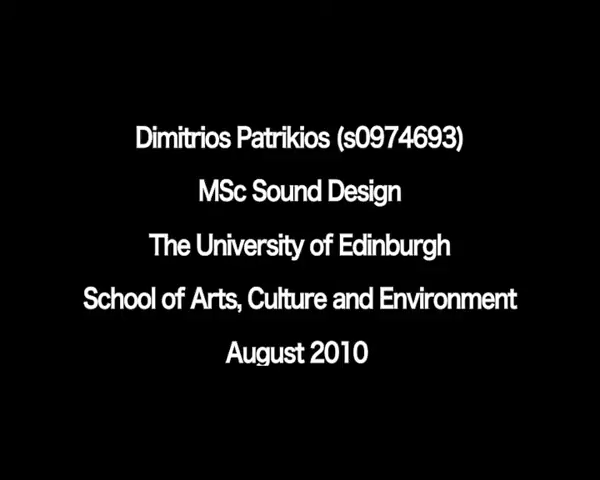 Dimitrios Patrikios (s0974693)
MSc Sound Design
The University of Edinburgh
School of Arts, Culture and Environment
August 2010